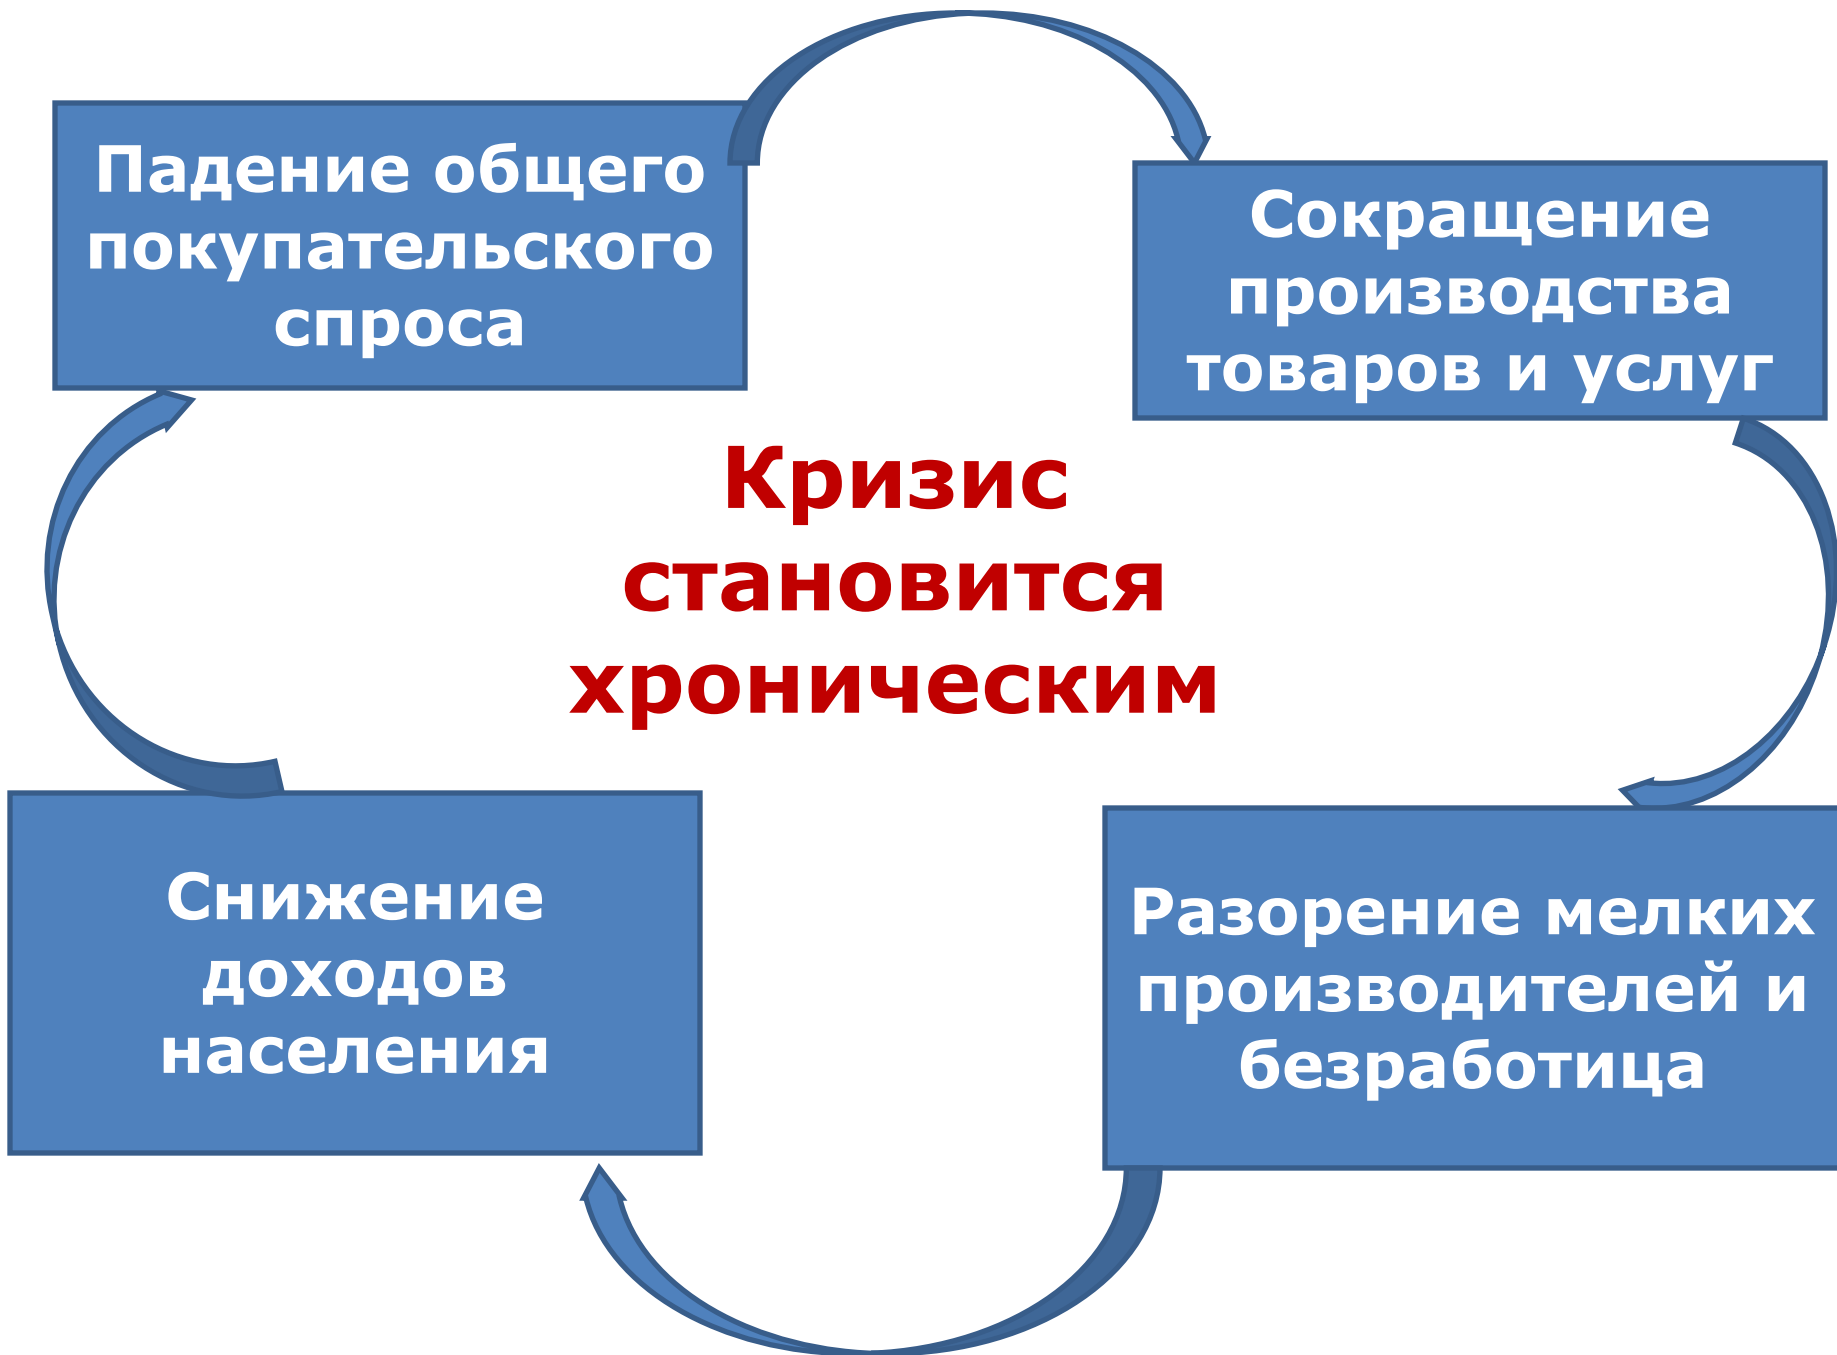 Падение общего
покупательского
спроса
Сокращение
производства
товаров и услуг
Кризис
становится
хроническим
Снижение
доходов
населения
Разорение мелких
производителей и
безработица